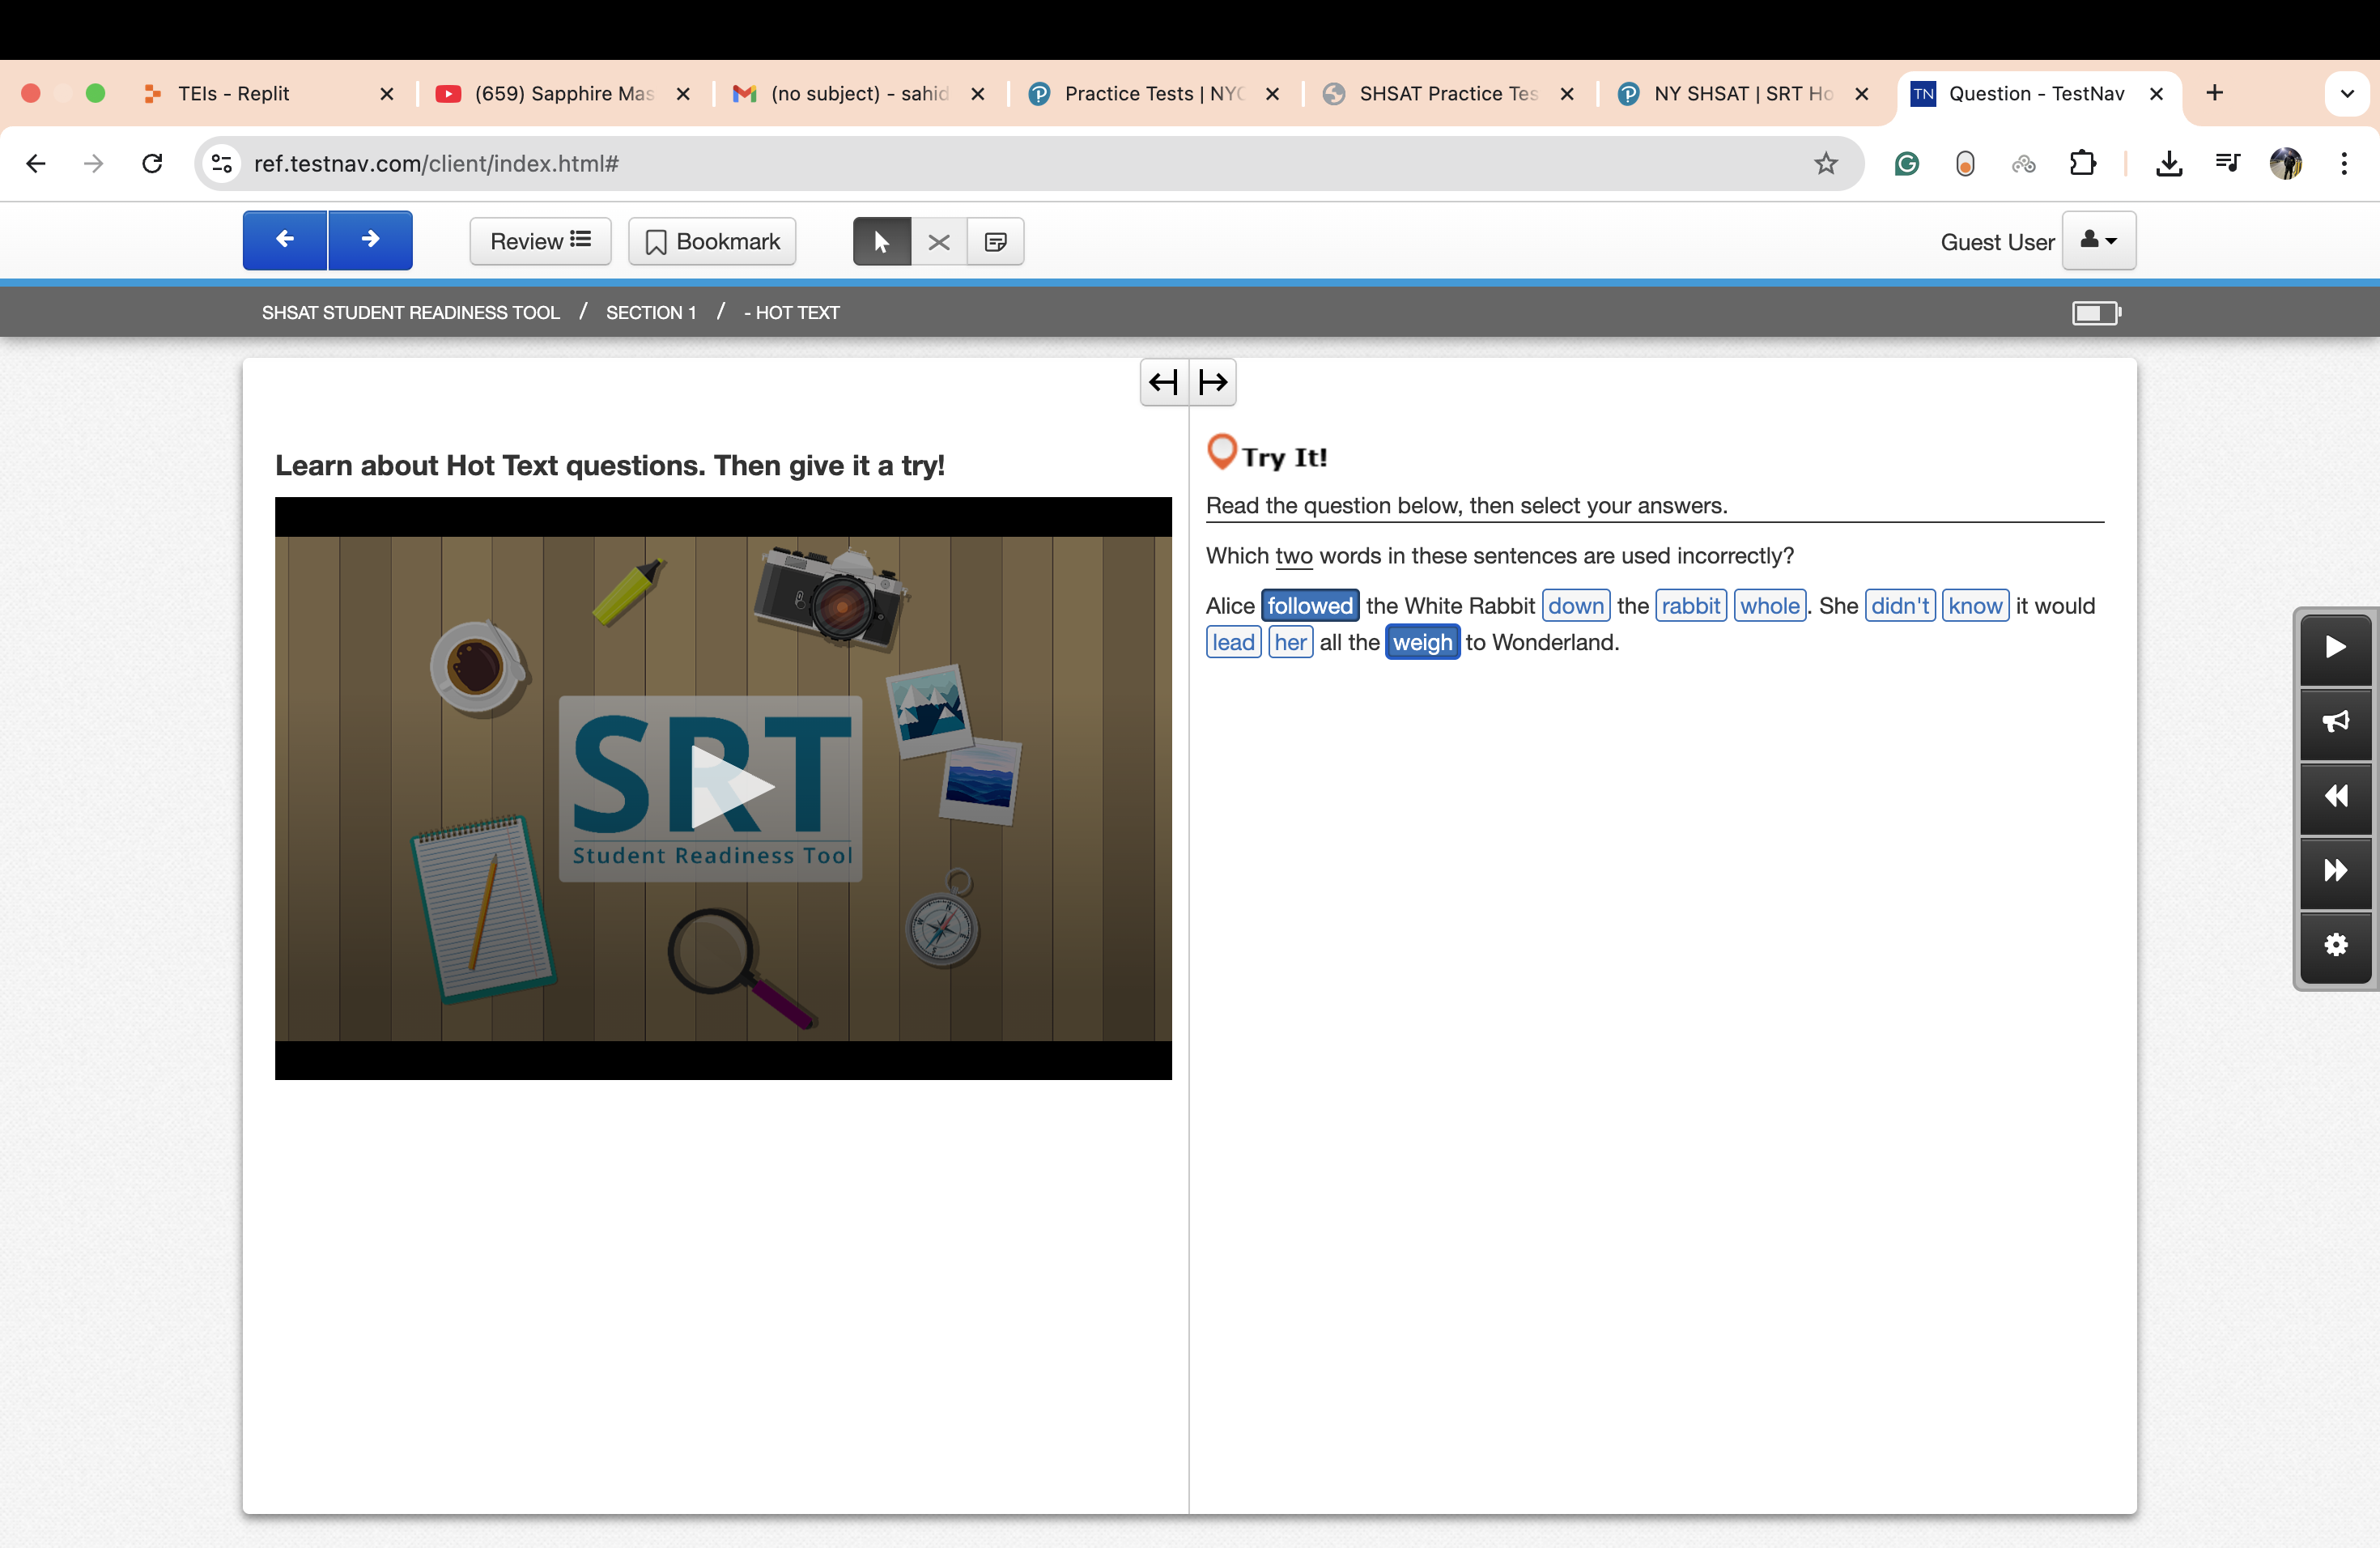 TEIs - Replit
(659) Sapphire Mas
(no subject) - sahid
Practice Tests | NYC
SHSAT Practice Tes
NY SHSAT | SRT Ho
TN Question - TestNav
ref.testnav.com/client/index.html#
Review
Bookmark
Guest User
SHSAT STUDENT READINESS TOOL / SECTION 1 / - HOT TEXT
Learn about Hot Text questions. Then give it a try!
SRT
Student Readiness Tool
Try It!
Read the question below, then select your answers.
Which two words in these sentences are used incorrectly?
Alice followed the White Rabbit down the rabbit whole. She didn't know it would
lead her all the weigh to Wonderland.